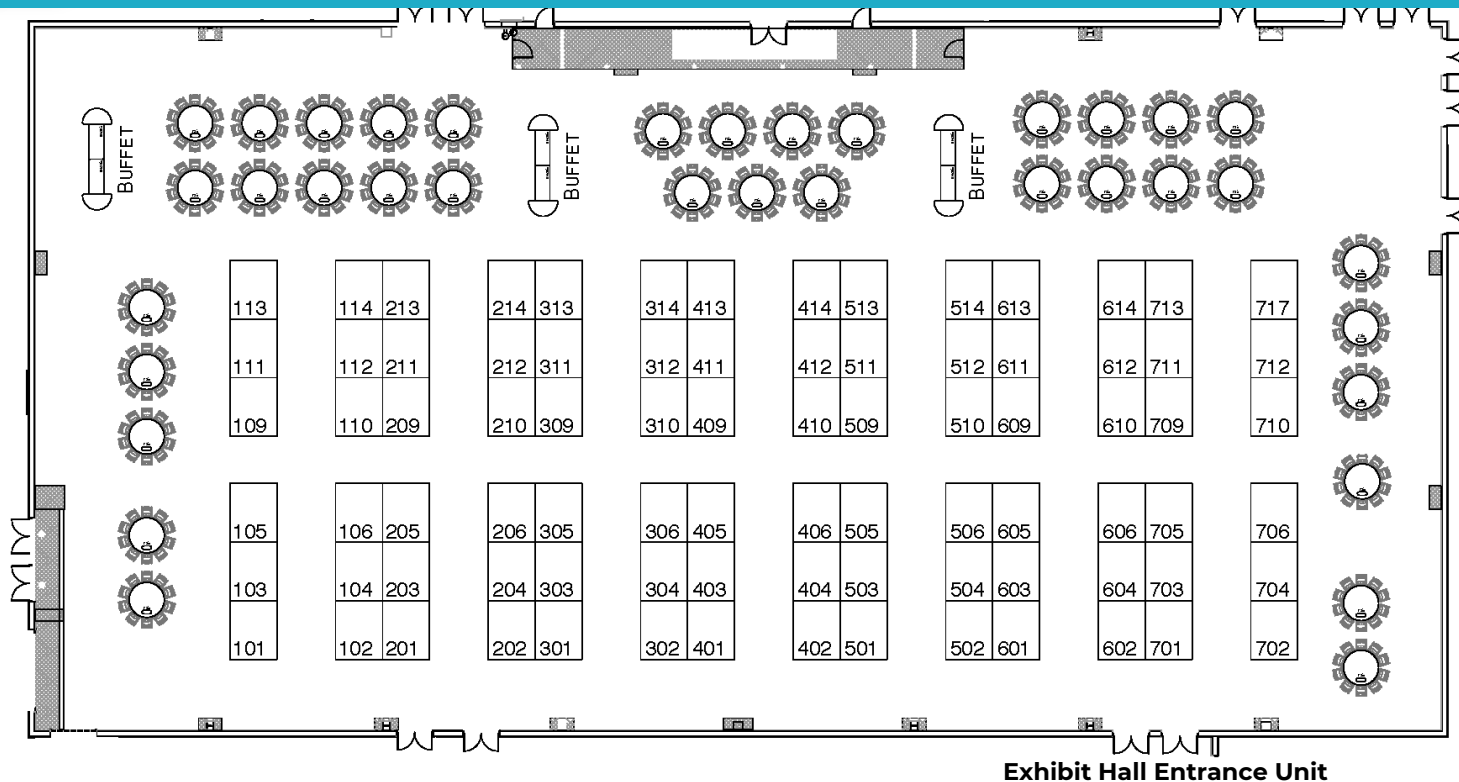 BUFFET
BUFFET
BUFFET
113 114 213 214 313 314 413 414 513 514 613 614 713 717
111 112 211 212 311 312 411 412 511 512 611 612 711 712
109 110 209 210 309 310 409 410 509 510 609 610 709 710
105 106 205 206 305 306 405 406 505 506 605 606 705 706
103 104 203 204 303 304 403 404 503 504 603 604 703 704
101 102 201 202 301 302 401 402 501 502 601 602 701 702
Exhibit Hall Entrance Unit